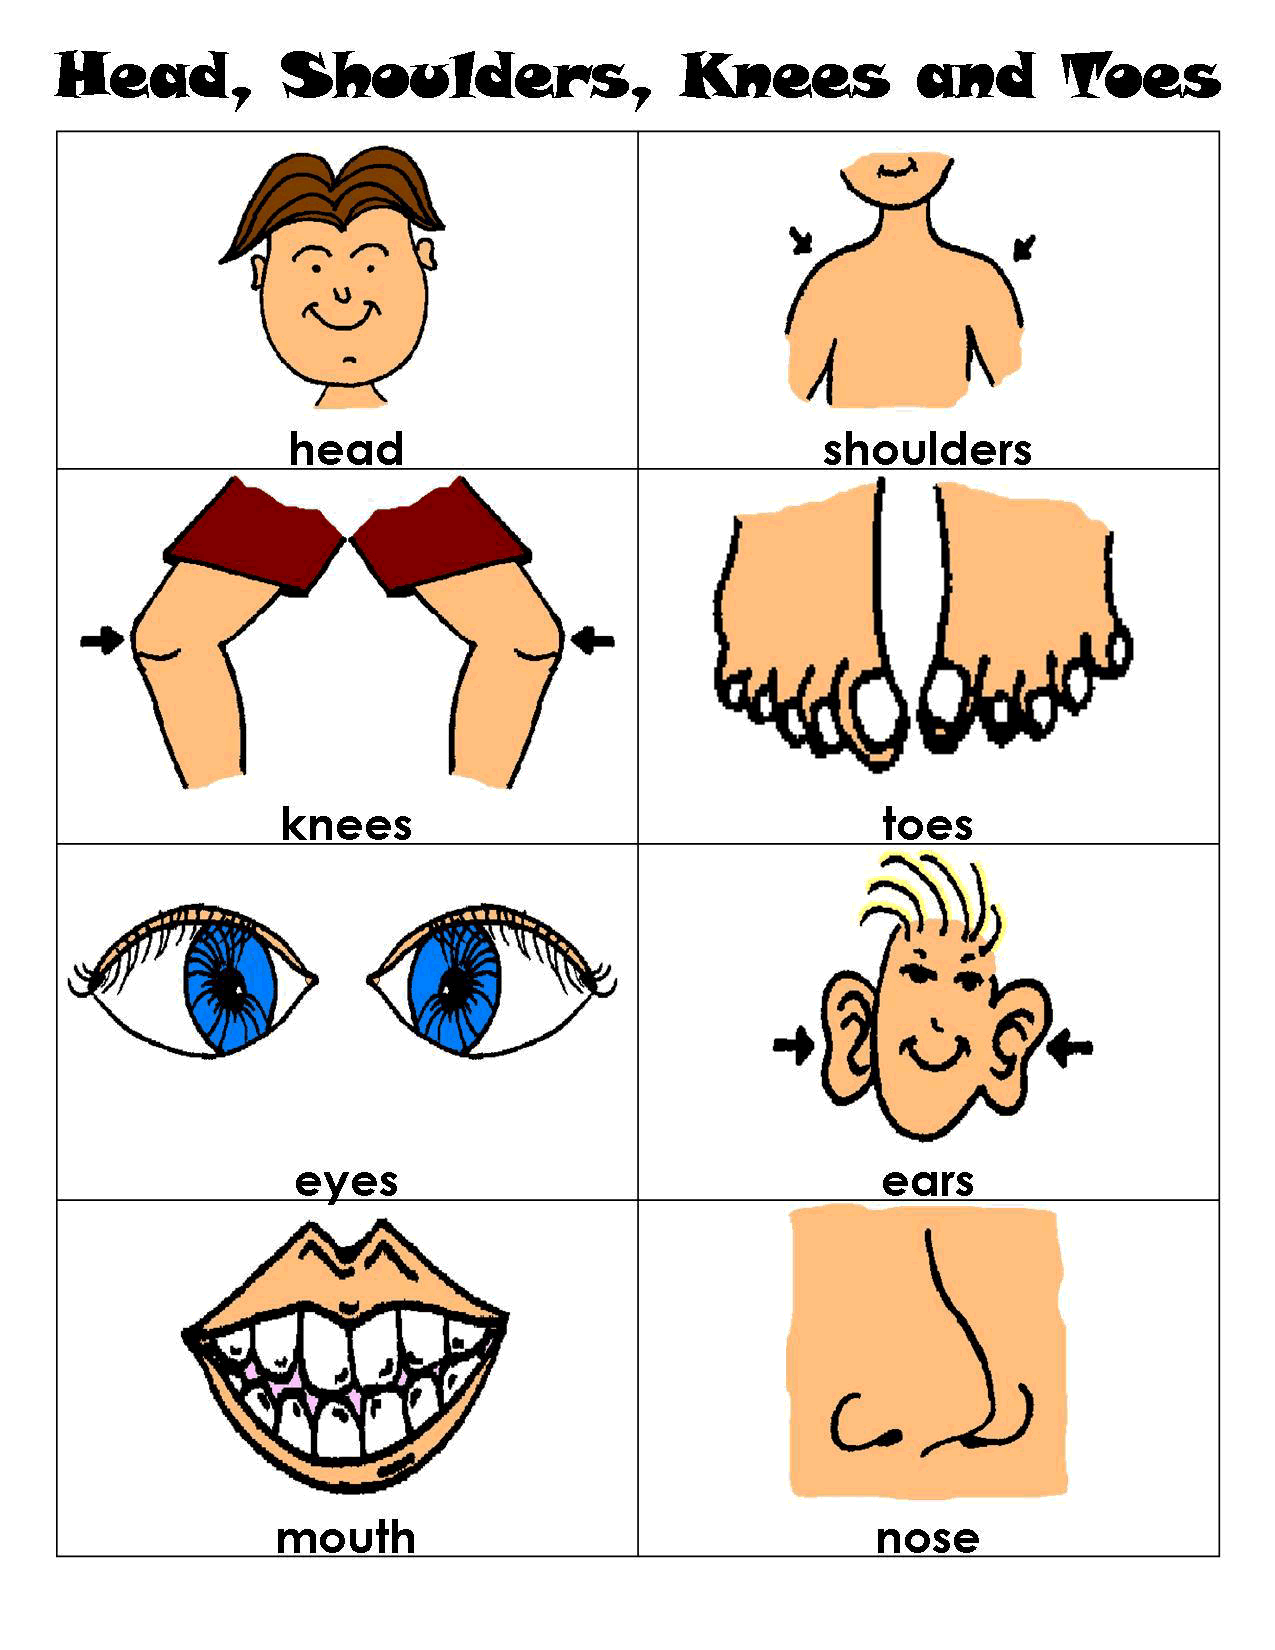 Head, Shoulders, Knees and Toes
head
shoulders
knees
toes
eyes
ears
mouth
nose